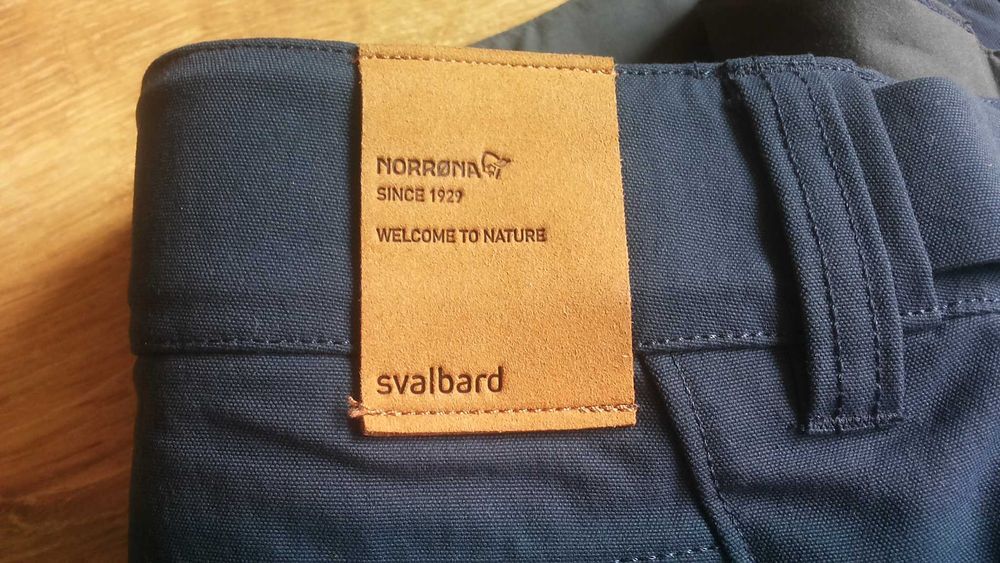 NORRØNA
SINCE 1929
WELCOME TO NATURE
svalbard